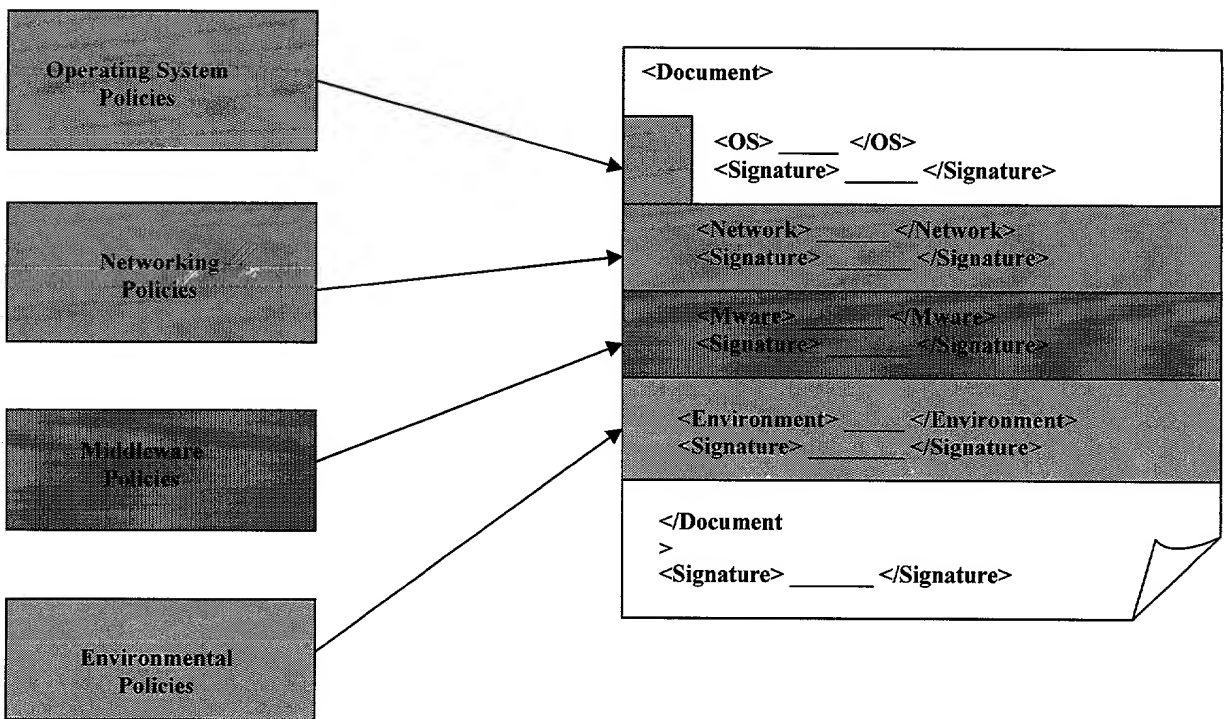 Operating System
Policies
Networking
Policies
Middleware
Policies
Environmental
Policies
<Document>
<OS> _____ </OS>
<Signature> ______ </Signature>
<Network> ______ </Network>
<Signature> ________ </Signature>
<Mware> _______ </Mware>
<Signature> _______ </Signature>
<Environment> _____ </Environment>
<Signature> ________ </Signature>
</Document
>
<Signature> _______ </Signature>